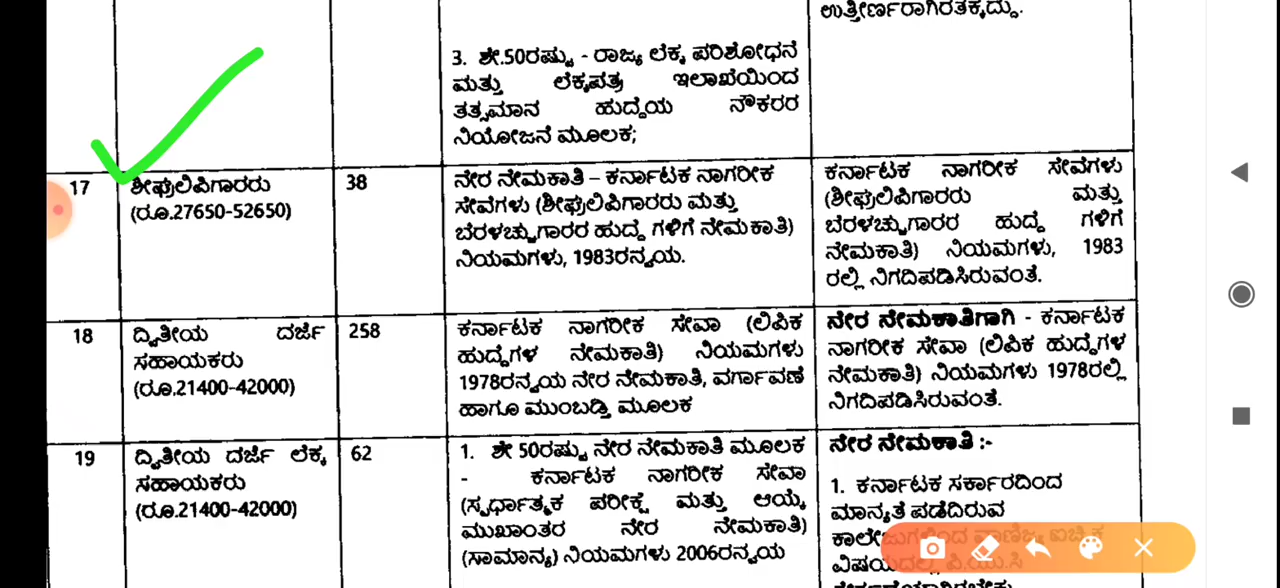 ಉತ್ತೀರ್ಣರಾಗಿರತಕ್ಕದ್ದು.
3. ಶೇ.50ರಷ್ಟು - ರಾಜ್ಯ ಲೆಕ್ಕ ಪರಿಶೋಧನೆ
ಮತ್ತು ಲೆಕ್ಕಪತ್ರ ಇಲಾಖೆಯಿಂದ
ತತ್ಸಮಾನ ಹುದ್ದೆಯ ನೌಕರರ
ನಿಯೋಜನೆ ಮೂಲಕ;
17
ಶೀಘ್ರಲಿಪಿಗಾರರು
(ರೂ.27650-52650)
38
ನೇರ ನೇಮಕಾತಿ – ಕರ್ನಾಟಕ ನಾಗರೀಕ
ಸೇವೆಗಳು (ಶೀಘ್ರಲಿಪಿಗಾರರು ಮತ್ತು
ಬೆರಳಚ್ಚುಗಾರರ ಹುದ್ದೆ ಗಳಿಗೆ ನೇಮಕಾತಿ)
ನಿಯಮಗಳು, 1983ರನ್ವಯ.
ಕರ್ನಾಟಕ ನಾಗರೀಕ ಸೇವೆಗಳು
(ಶೀಘ್ರಲಿಪಿಗಾರರು ಮತ್ತು
ಬೆರಳಚ್ಚುಗಾರರ ಹುದ್ದೆ ಗಳಿಗೆ
ನೇಮಕಾತಿ) ನಿಯಮಗಳು, 1983
ರಲ್ಲಿ ನಿಗದಿಪಡಿಸಿರುವಂತೆ.
18
ದ್ವಿತೀಯ ದರ್ಜೆ
ಸಹಾಯಕರು
(ರೂ.21400-42000)
258
ಕರ್ನಾಟಕ ನಾಗರೀಕ ಸೇವಾ (ಲಿಪಿಕ
ಹುದ್ದೆಗಳ ನೇಮಕಾತಿ) ನಿಯಮಗಳು
1978ರನ್ವಯ ನೇರ ನೇಮಕಾತಿ, ವರ್ಗಾವಣೆ
ಹಾಗೂ ಮುಂಬಡ್ತಿ ಮೂಲಕ
ನೇರ ನೇಮಕಾತಿಗಾಗಿ - ಕರ್ನಾಟಕ
ನಾಗರೀಕ ಸೇವಾ (ಲಿಪಿಕ ಹುದ್ದೆಗಳ
ನೇಮಕಾತಿ) ನಿಯಮಗಳು 1978ರಲ್ಲಿ
ನಿಗದಿಪಡಿಸಿರುವಂತೆ.
19
ದ್ವಿತೀಯ ದರ್ಜೆ ಲೆಕ್ಕ
ಸಹಾಯಕರು
(ರೂ.21400-42000)
62
1. ಶೇ 50ರಷ್ಟು ನೇರ ನೇಮಕಾತಿ ಮೂಲಕ
- ಕರ್ನಾಟಕ ನಾಗರೀಕ ಸೇವಾ
(ಸ್ಪರ್ಧಾತ್ಮಕ ಪರೀಕ್ಷೆ ಮತ್ತು ಆಯ್ಕೆ
ಮುಖಾಂತರ ನೇರ ನೇಮಕಾತಿ)
(ಸಾಮಾನ್ಯ) ನಿಯಮಗಳು 2006ರನ್ವಯ
ನೇರ ನೇಮಕಾತಿ :-
1. ಕರ್ನಾಟಕ ಸರ್ಕಾರದಿಂದ
ಮಾನ್ಯತೆ ಪಡೆದಿರುವ
ಕಾಲೇಜುಗಳಿಂದ ವಾಣಿಜ್ಯ ಐಚ್ಛಿಕ
ವಿಷಯದಲ್ಲಿ ಪಿ.ಯು.ಸಿ